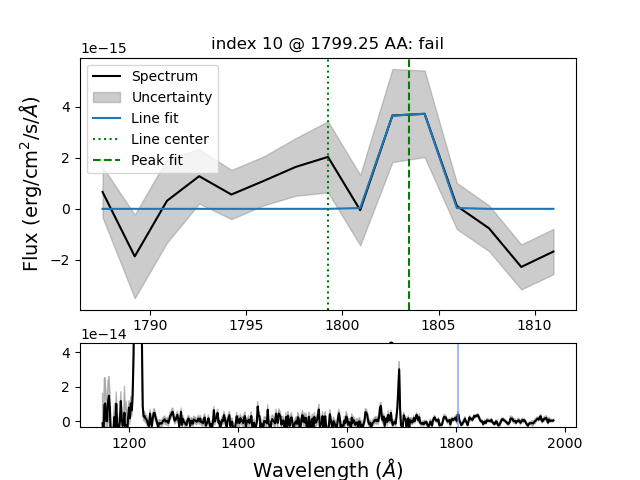 index 10 @ 1799.25 AA: fail
1e−15
Spectrum
Uncertainty
Line fit
Line center
Peak fit
Flux (erg/cm²/s/Å)
4
2
0
−2
1790 1795 1800 1805 1810
1e−14
4
2
0
1200 1400 1600 1800 2000
Wavelength (Å)